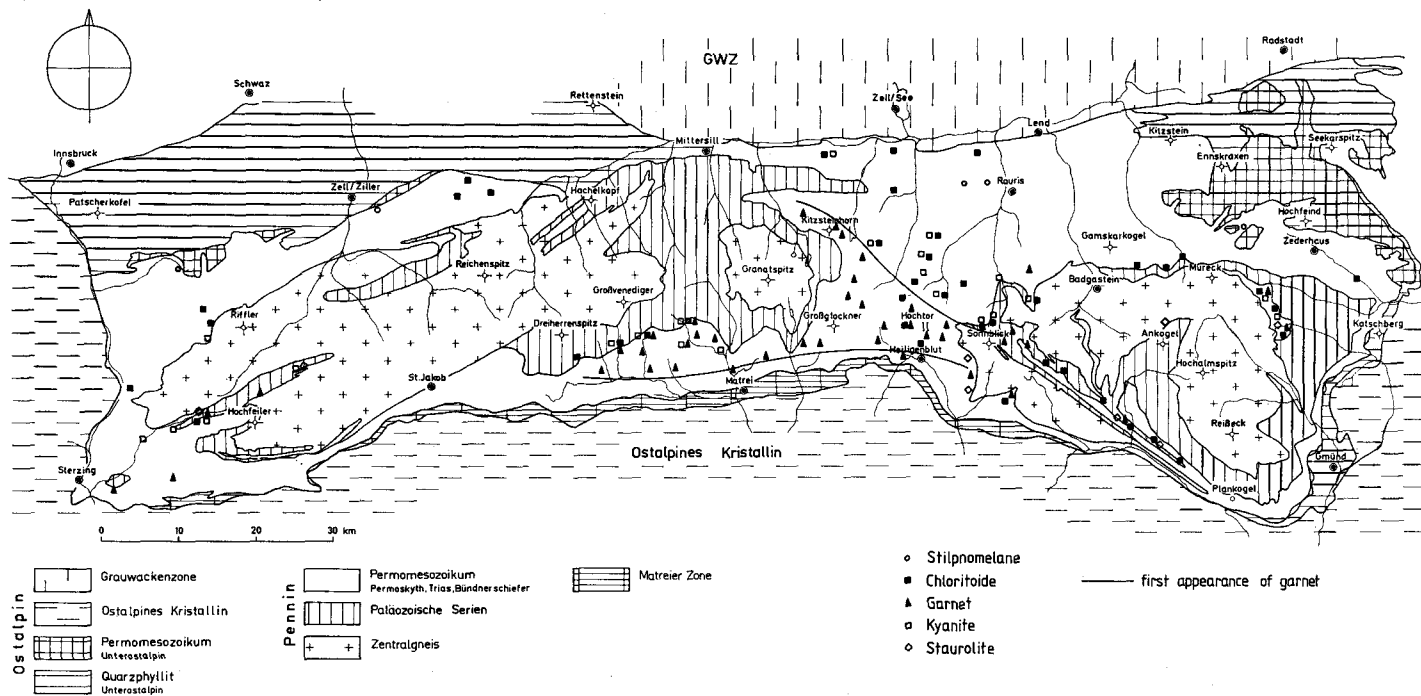 Radstadt
GWZ
Schwaz
Rettenstein
Zell/See
Lend
Kitzstein
Seekarspitz
Mittersill
Innsbruck
Ennskraxen
Zell/Ziller
Hachelkopf
Rauris
Patscherkofel
Kitzsteinhorn
Hochfeind
Gamskarkogel
Zederhaus
Reichenspitz
Granatspitz
Badgastein
Mureck
Großvenediger
Riffler
Dreiherrenspitz
Großglockner
Hochtor
Sonnblick
Ankogel
Katschberg
Heiligenblut
St.Jakob
Matrei
Hochalmspitz
Hochfeiler
Reißeck
Ostalpines Kristallin
Sterzing
Gmünd
Plankogel
0 10 20 30 km
Ostalpin
Grauwackenzone
Ostalpines Kristallin
Permomesozoikum
Unterostalpin
Quarzphyllit
Unterostalpin
Pennin
Permomesozoikum
Permoskyth, Trias, Bündnerschiefer
Paläozoische Serien
Zentralgneis
Matreier Zone
Stilpnomelane
Chloritoide
Garnet
Kyanite
Staurolite
first appearance of garnet